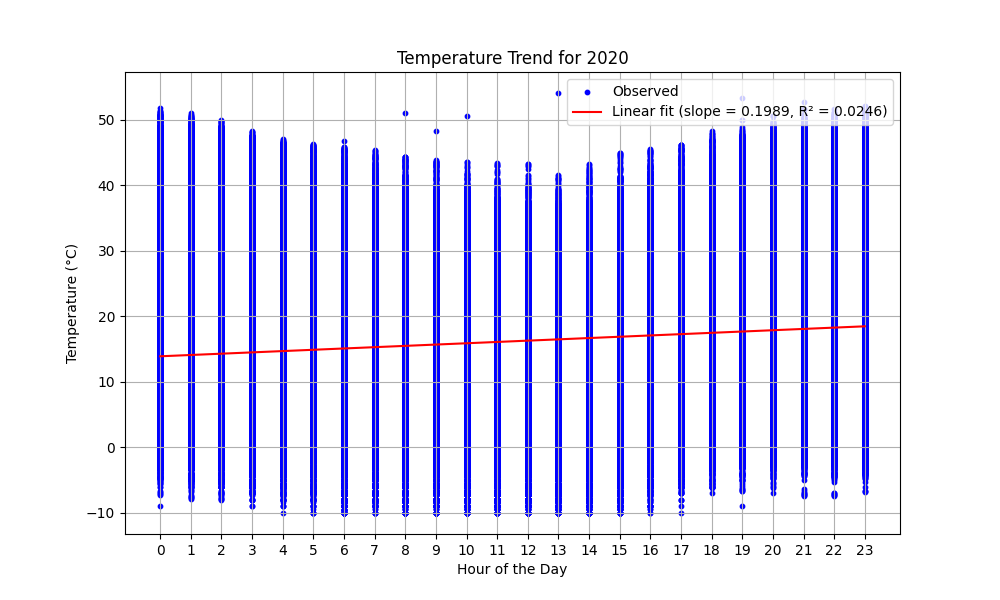 Temperature Trend for 2020
Observed
Linear fit (slope = 0.1989, R² = 0.0246)
Temperature (°C)
50
40
30
20
10
0
−10
0 1 2 3 4 5 6 7 8 9 10 11 12 13 14 15 16 17 18 19 20 21 22 23
Hour of the Day